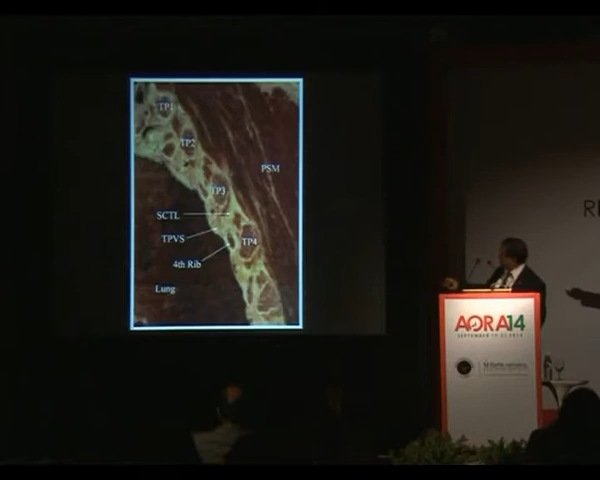 TP1
TP2
PSM
TP3
SCTL
TPVS
TP4
4th Rib
Lung
AORA14